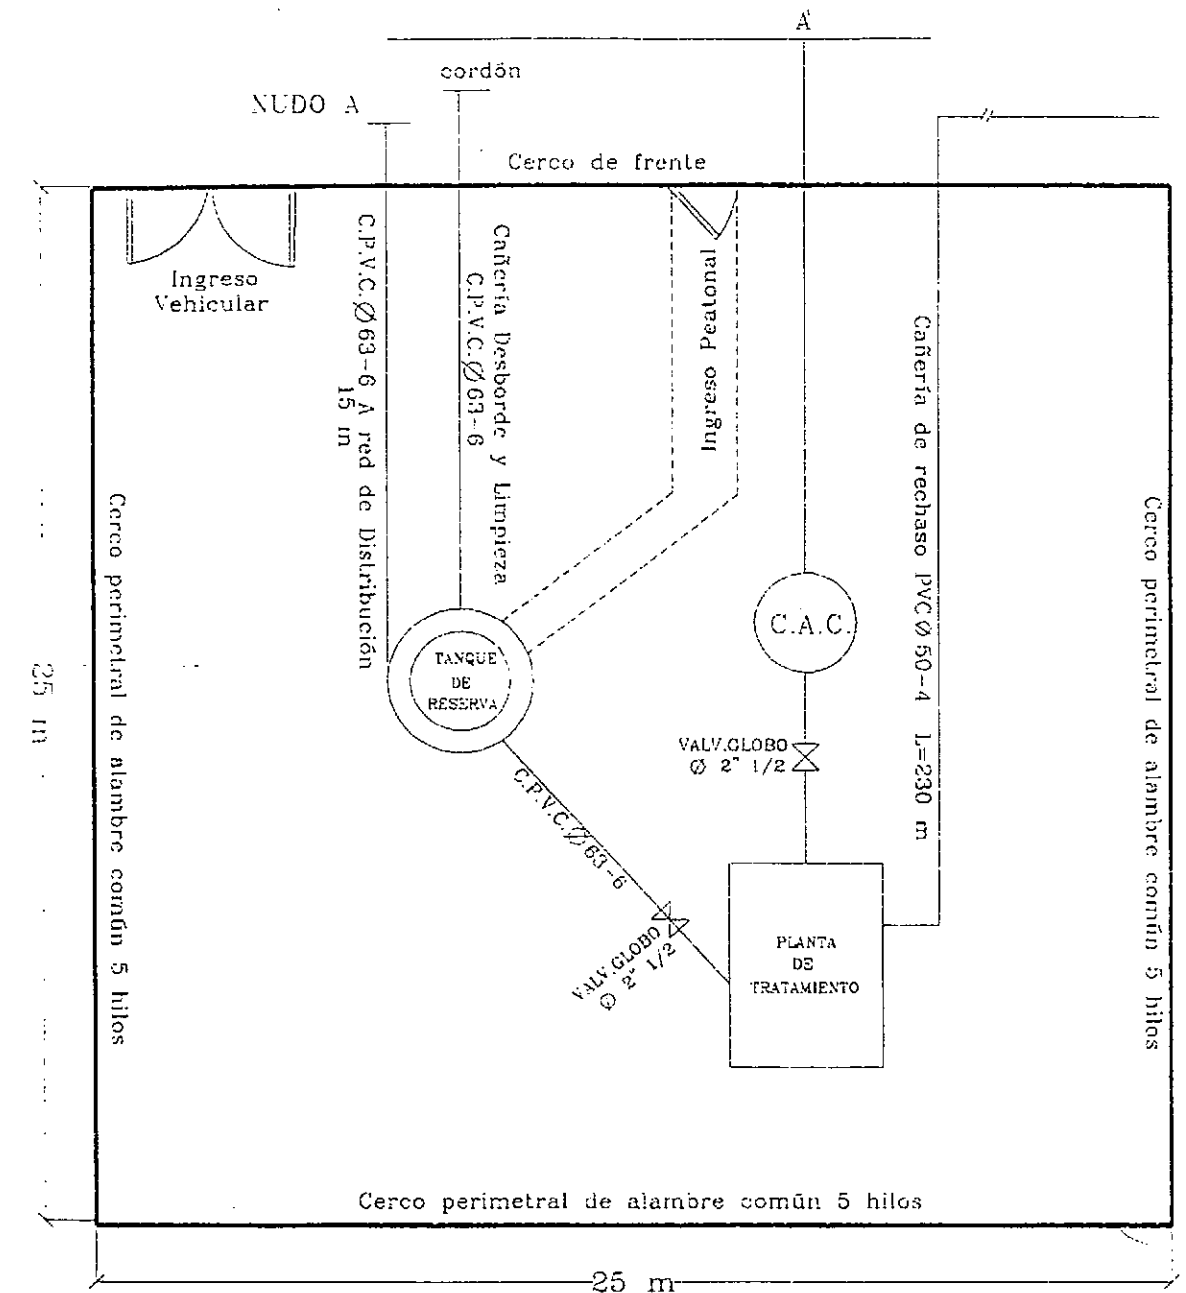 A'
cordón
NUDO A
Cerco de frente
Ingreso
Vehicular
C.P.V.C.Ø63-6 A red de Distribución
15 m
Cañería Desborde y Limpieza
C.P.V.C.Ø63-6
Ingreso Peatonal
Cañería de rechaso PVCØ50-4 L=230 m
Cerco perimetral de alambre común 5 hilos
Cerco perimetral de alambre común 5 hilos
25 m
C.A.C.
TANQUE
DE
RESERVA
VALV.GLOBO
Ø 2" 1/2
C.P.V.C.Ø63-6
VALV.GLOBO
Ø 2" 1/2
PLANTA
DE
TRATAMIENTO
Cerco perimetral de alambre común 5 hilos
25 m